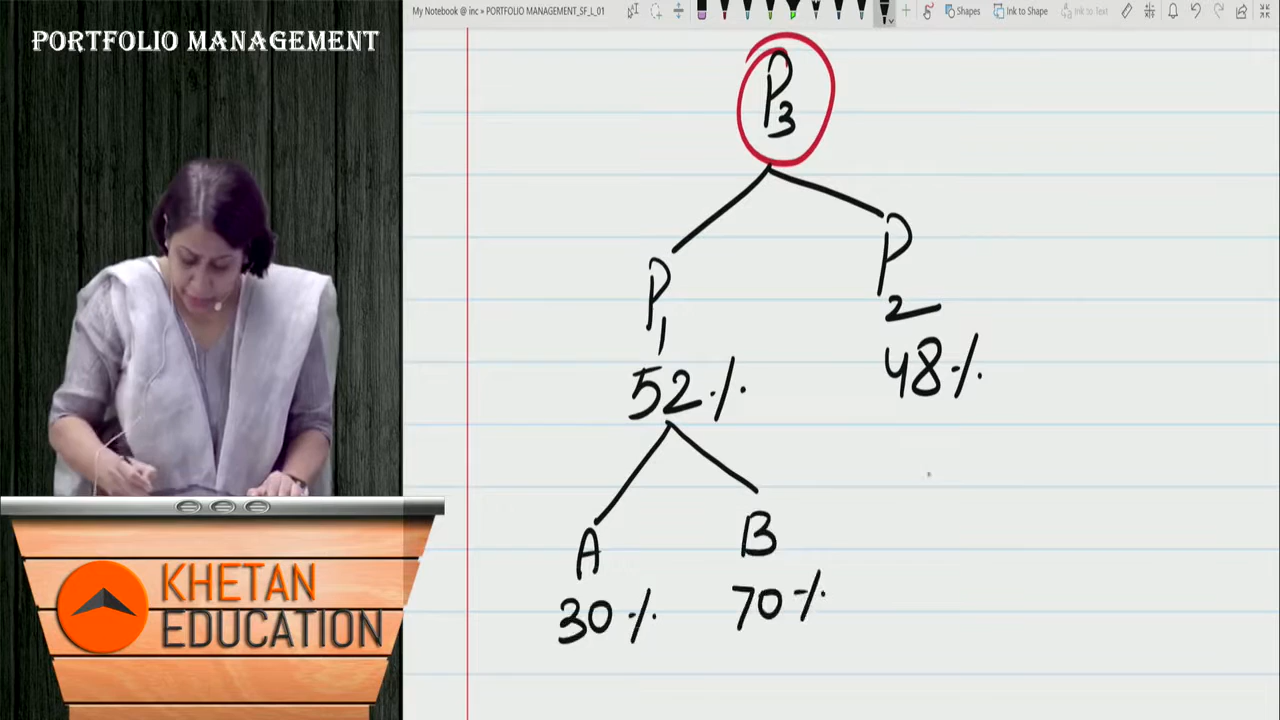 PORTFOLIO MANAGEMENT
My Notebook @ inc » PORTFOLIO MANAGEMENT_SF_L_01
Shapes
Ink to Shape
Ink to Text
P3
P1
P2
52%
48%
A
B
30%
70%
KHETAN
EDUCATION